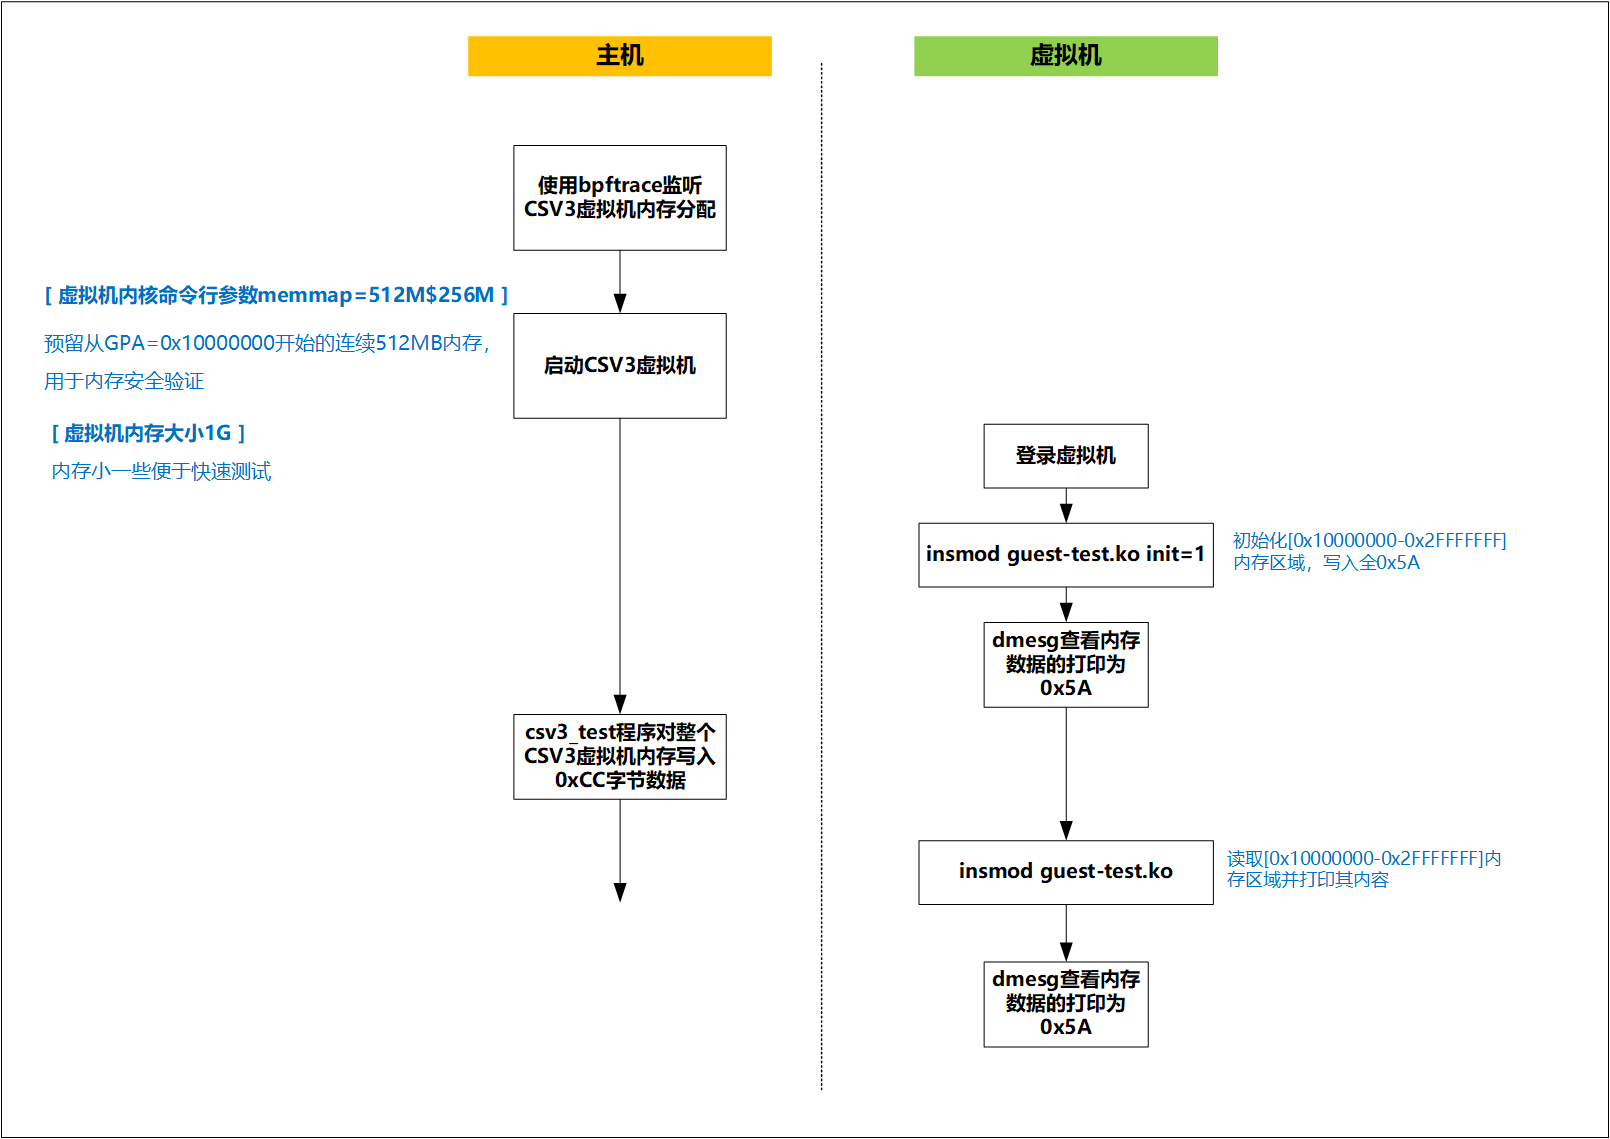 主机
虚拟机
使用bpftrace监听
CSV3虚拟机内存分配
[ 虚拟机内核命令行参数memmap=512M$256M ]
预留从GPA=0x10000000开始的连续512MB内存，
用于内存安全验证
启动CSV3虚拟机
[ 虚拟机内存大小1G ]
内存小一些便于快速测试
登录虚拟机
insmod guest-test.ko init=1
初始化[0x10000000-0x2FFFFFFF]
内存区域，写入全0x5A
dmesg查看内存
数据的打印为
0x5A
csv3_test程序对整个
CSV3虚拟机内存写入
0xCC字节数据
insmod guest-test.ko
读取[0x10000000-0x2FFFFFFF]内
存区域并打印其内容
dmesg查看内存
数据的打印为
0x5A